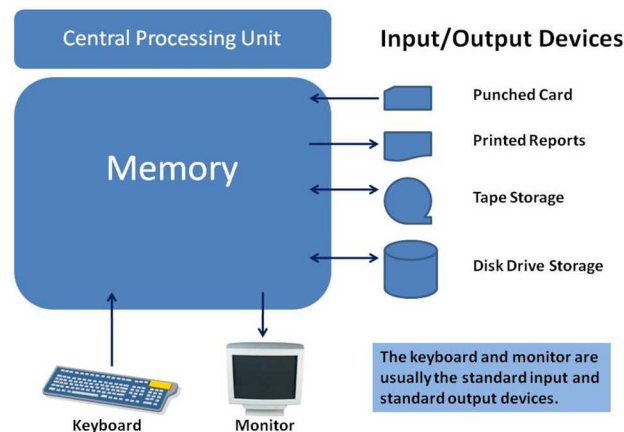 Central Processing Unit
Input/Output Devices
Memory
Punched Card
Printed Reports
Tape Storage
Disk Drive Storage
The keyboard and monitor are
usually the standard input and
standard output devices.
Keyboard
Monitor